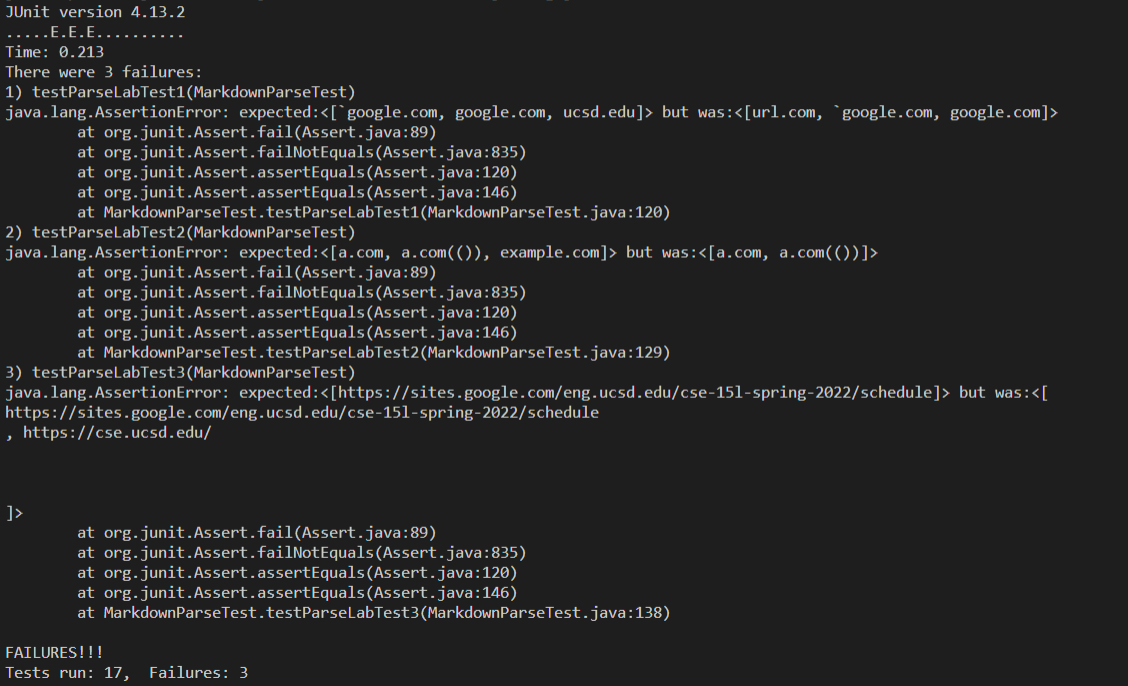 JUnit version 4.13.2
.....E.E.E..........
Time: 0.213
There were 3 failures:
1) testParseLabTest1(MarkdownParseTest)
java.lang.AssertionError: expected:<[`google.com, google.com, ucsd.edu]> but was:<[url.com, `google.com, google.com]>
        at org.junit.Assert.fail(Assert.java:89)
        at org.junit.Assert.failNotEquals(Assert.java:835)
        at org.junit.Assert.assertEquals(Assert.java:120)
        at org.junit.Assert.assertEquals(Assert.java:146)
        at MarkdownParseTest.testParseLabTest1(MarkdownParseTest.java:120)
2) testParseLabTest2(MarkdownParseTest)
java.lang.AssertionError: expected:<[a.com, a.com(()), example.com]> but was:<[a.com, a.com(())]>
        at org.junit.Assert.fail(Assert.java:89)
        at org.junit.Assert.failNotEquals(Assert.java:835)
        at org.junit.Assert.assertEquals(Assert.java:120)
        at org.junit.Assert.assertEquals(Assert.java:146)
        at MarkdownParseTest.testParseLabTest2(MarkdownParseTest.java:129)
3) testParseLabTest3(MarkdownParseTest)
java.lang.AssertionError: expected:<[https://sites.google.com/eng.ucsd.edu/cse-15l-spring-2022/schedule]> but was:<[
https://sites.google.com/eng.ucsd.edu/cse-15l-spring-2022/schedule
, https://cse.ucsd.edu/
]>
        at org.junit.Assert.fail(Assert.java:89)
        at org.junit.Assert.failNotEquals(Assert.java:835)
        at org.junit.Assert.assertEquals(Assert.java:120)
        at org.junit.Assert.assertEquals(Assert.java:146)
        at MarkdownParseTest.testParseLabTest3(MarkdownParseTest.java:138)
FAILURES!!!
Tests run: 17,  Failures: 3